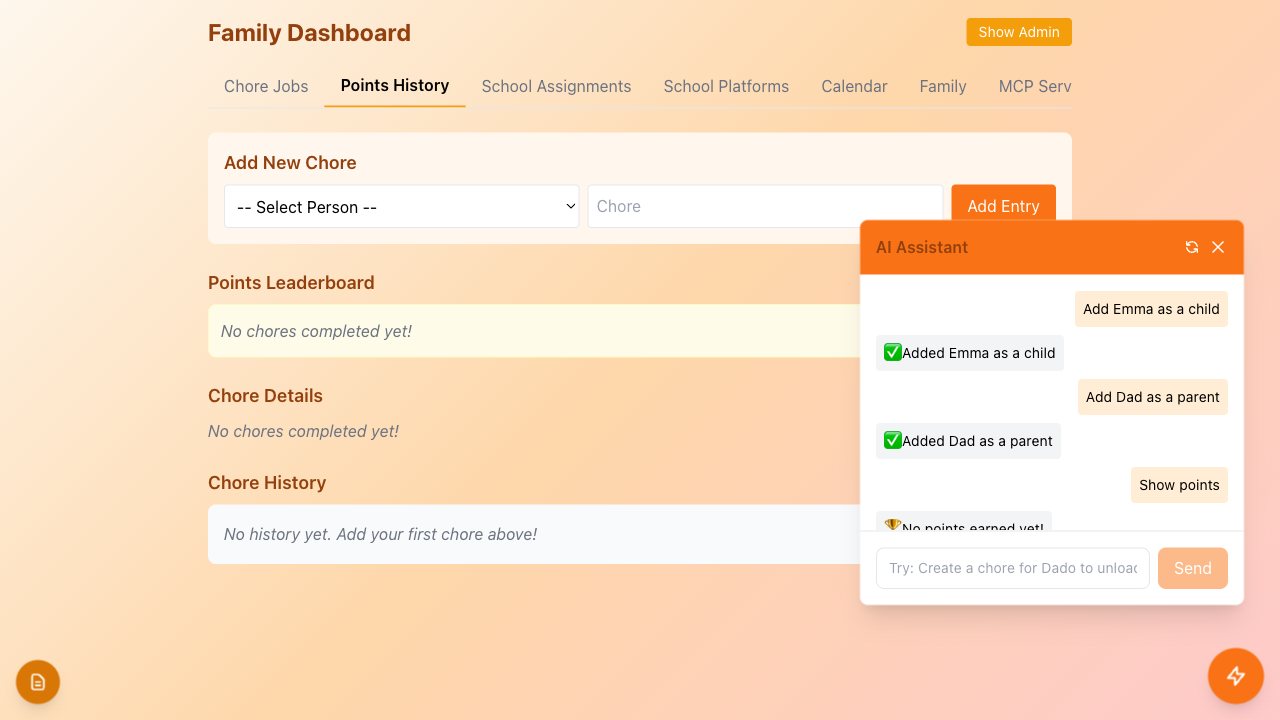 Family Dashboard
Show Admin
Chore Jobs
Points History
School Assignments
School Platforms
Calendar
Family
MCP Serv
Add New Chore
-- Select Person --
Chore
Add Entry
Points Leaderboard
No chores completed yet!
Chore Details
No chores completed yet!
Chore History
No history yet. Add your first chore above!
AI Assistant
Add Emma as a child
✅Added Emma as a child
Add Dad as a parent
✅Added Dad as a parent
Show points
🏆No points earned yet!
Try: Create a chore for Dado to unload
Send